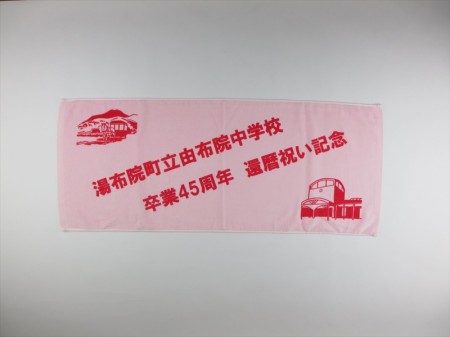 湯布院町立由布院中学校
卒業45周年 還暦祝い記念